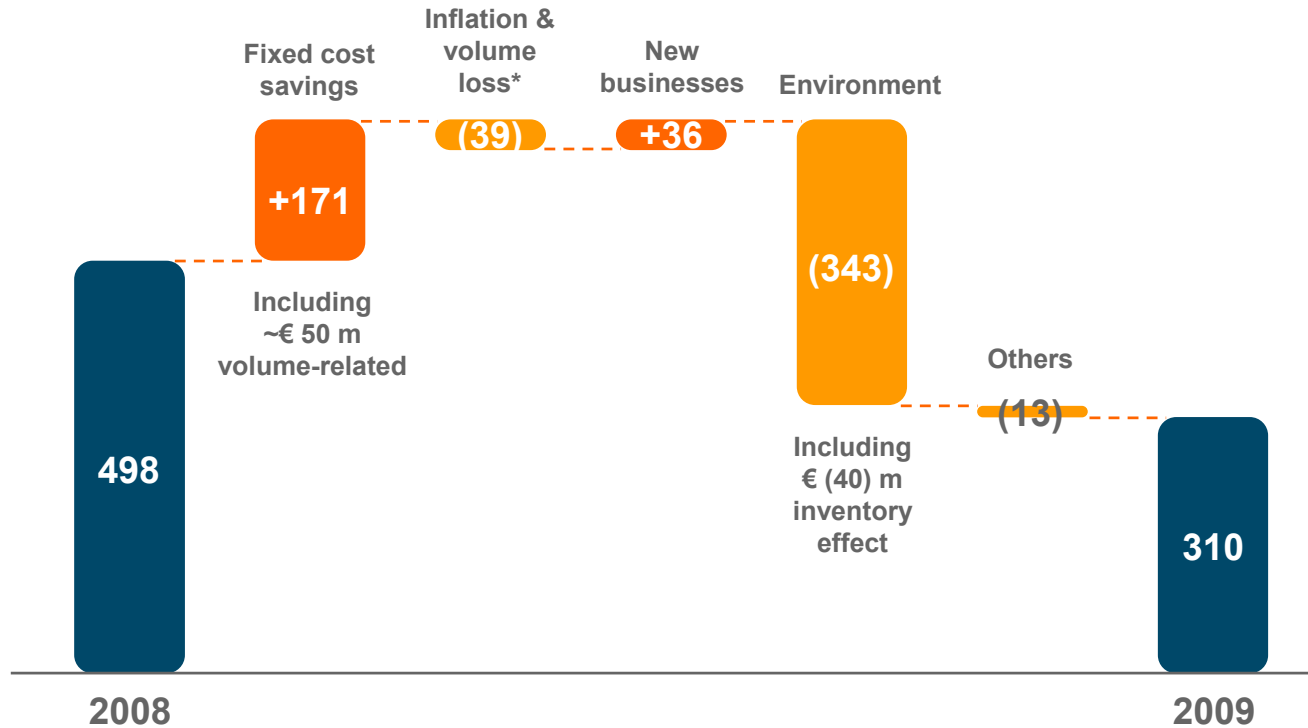 Fixed cost
savings
Inflation &
volume
loss*
New
businesses
Environment
+171
(39)
+36
(343)
Including
~€ 50 m
volume-related
Others
(13)
498
Including
€ (40) m
inventory
effect
310
2008
2009